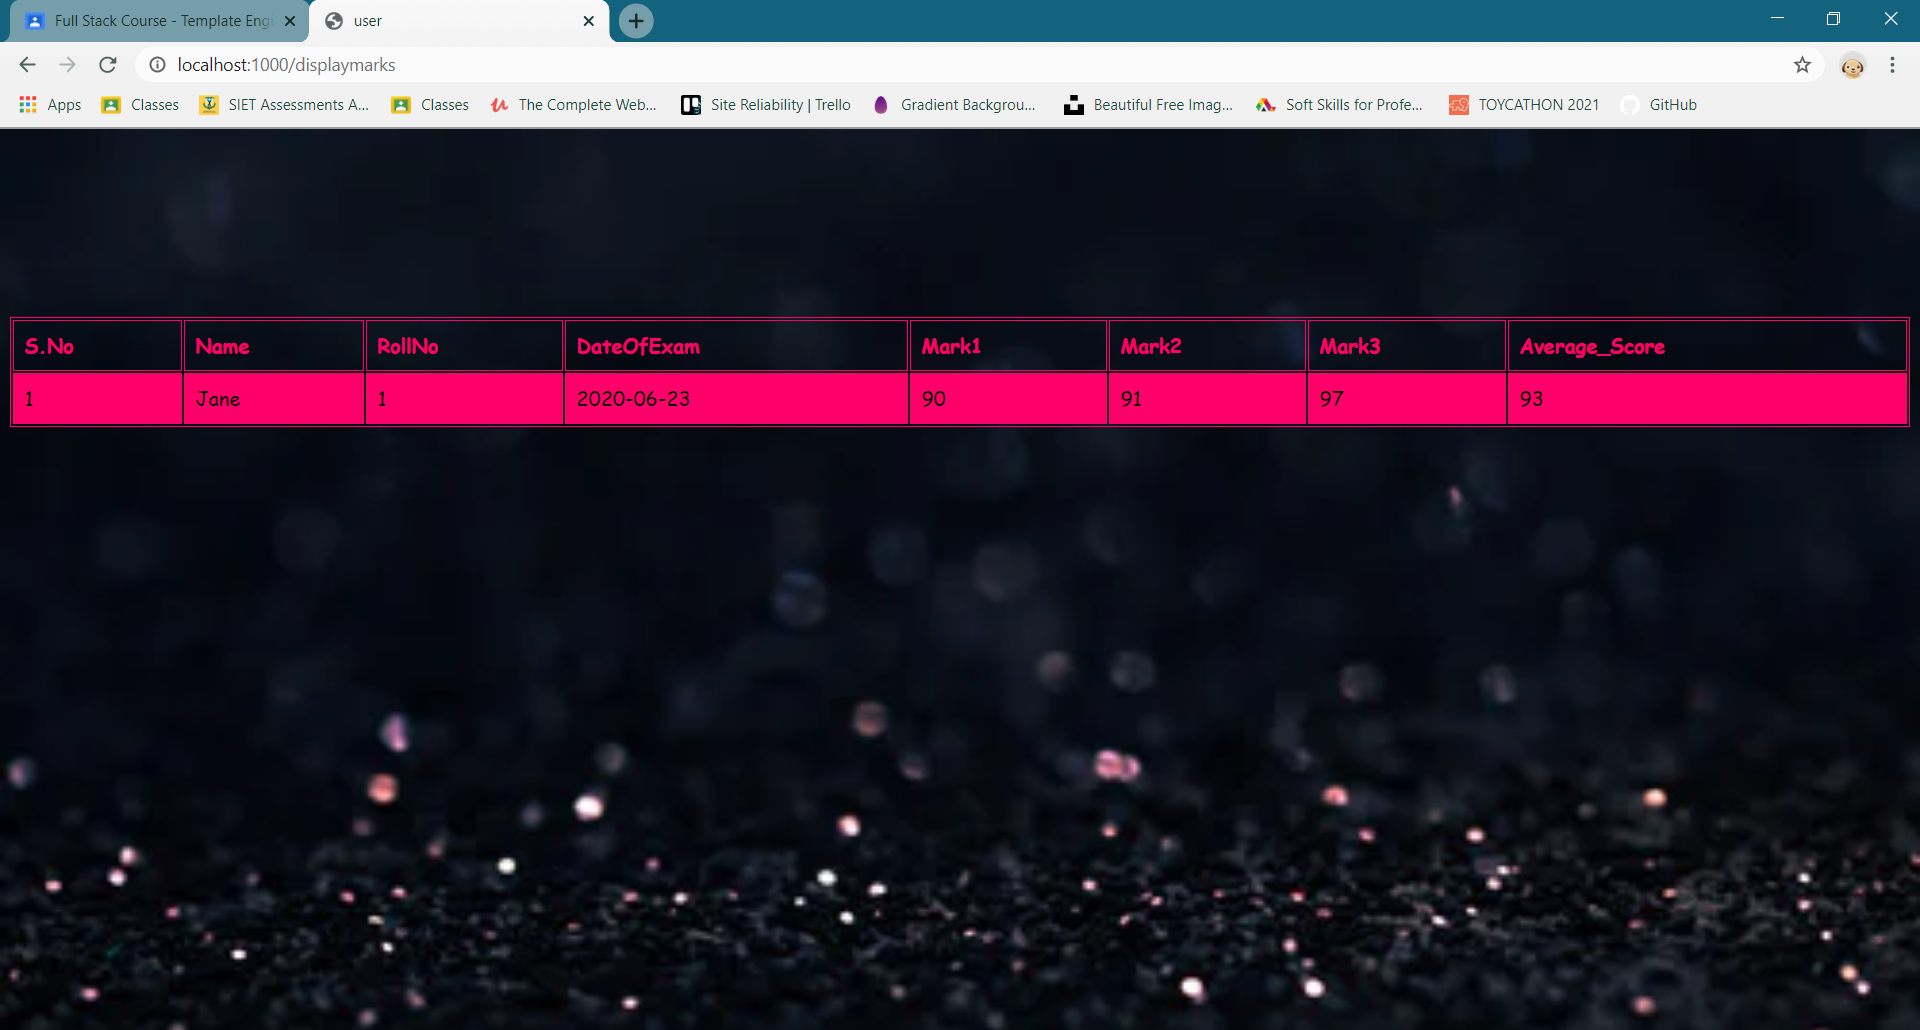 Full Stack Course - Template Eng
user
localhost:1000/displaymarks
Apps Classes SIET Assessments A... Classes The Complete Web... Site Reliability | Trello Gradient Backgrou... Beautiful Free Imag... Soft Skills for Profe... TOYCATHON 2021 GitHub
S.No Name RollNo DateOfExam Mark1 Mark2 Mark3 Average_Score
1 Jane 1 2020-06-23 90 91 97 93